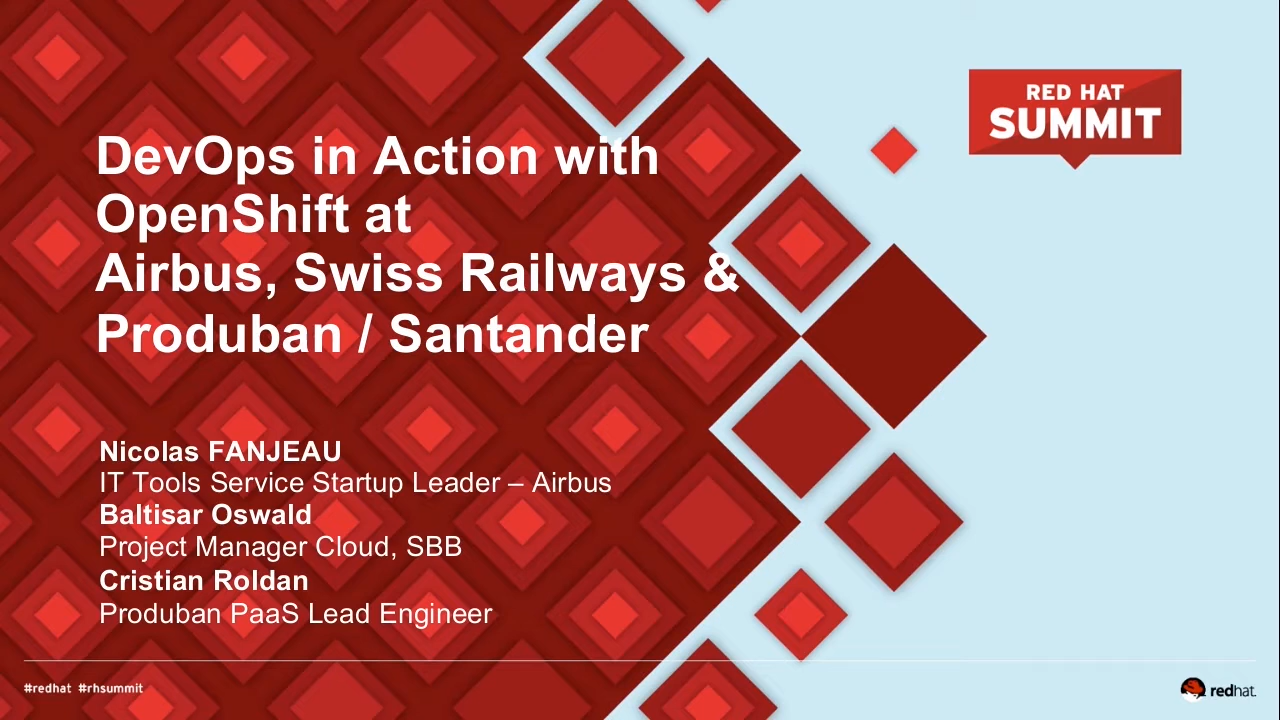 RED HAT
SUMMIT
DevOps in Action with
OpenShift at
Airbus, Swiss Railways &
Produban / Santander
Nicolas FANJEAU
IT Tools Service Startup Leader – Airbus
Baltisar Oswald
Project Manager Cloud, SBB
Cristian Roldan
Produban PaaS Lead Engineer
#redhat #rhsummit
redhat.